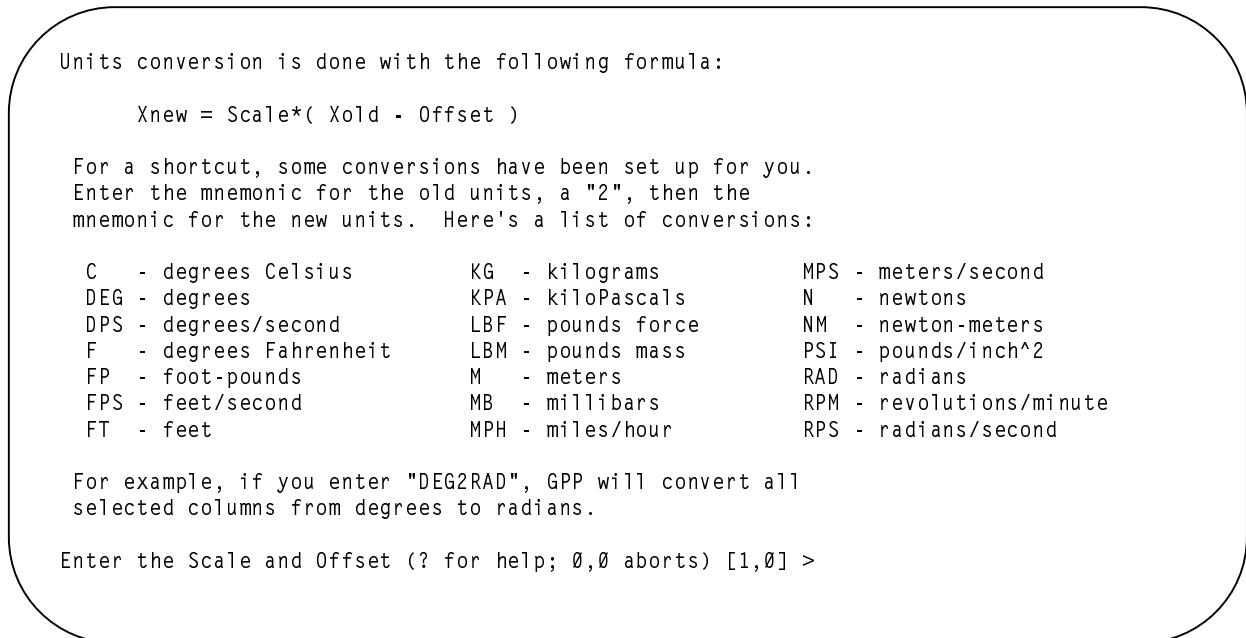 Units conversion is done with the following formula:
Xnew = Scale*( Xold - Offset )
For a shortcut, some conversions have been set up for you.
Enter the mnemonic for the old units, a "2", then the
mnemonic for the new units.  Here's a list of conversions:
C   - degrees Celsius         KG  - kilograms           MPS - meters/second
DEG - degrees                 KPA - kiloPascals         N   - newtons
DPS - degrees/second          LBF - pounds force        NM  - newton-meters
F   - degrees Fahrenheit      LBM - pounds mass         PSI - pounds/inch^2
FP  - foot-pounds             M   - meters              RAD - radians
FPS - feet/second             MB  - millibars           RPM - revolutions/minute
FT  - feet                    MPH - miles/hour          RPS - radians/second
For example, if you enter "DEG2RAD", GPP will convert all
selected columns from degrees to radians.
Enter the Scale and Offset (? for help; Ø,Ø aborts) [1,Ø] >